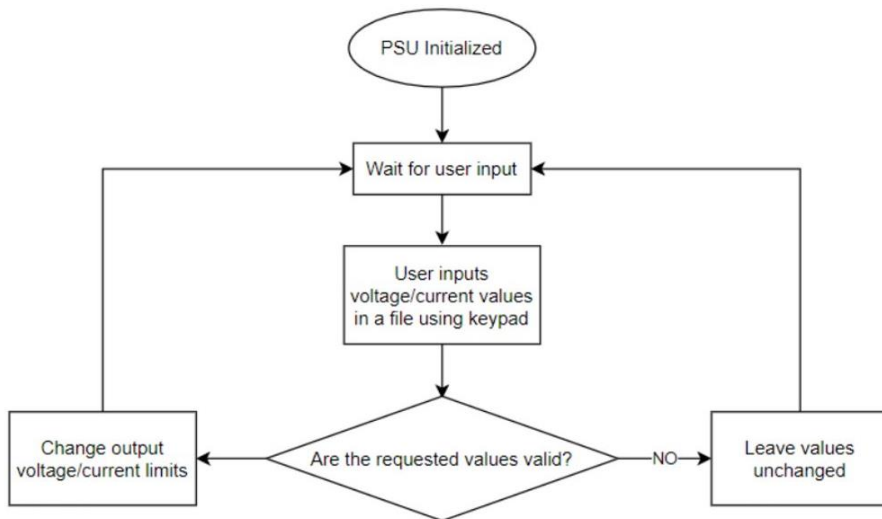 PSU Initialized
Wait for user input
User inputs
voltage/current values
in a file using keypad
Change output
voltage/current limits
Are the requested values valid?
NO
Leave values
unchanged